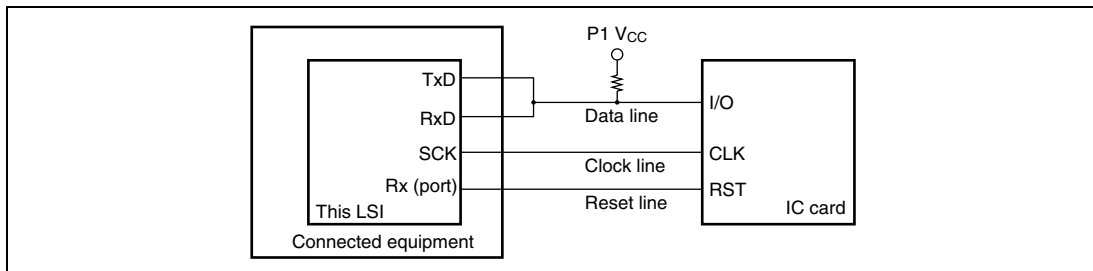 P1 VCC
TxD
RxD
SCK
Rx (port)
This LSI
Connected equipment
Data line
Clock line
Reset line
I/O
CLK
RST
IC card